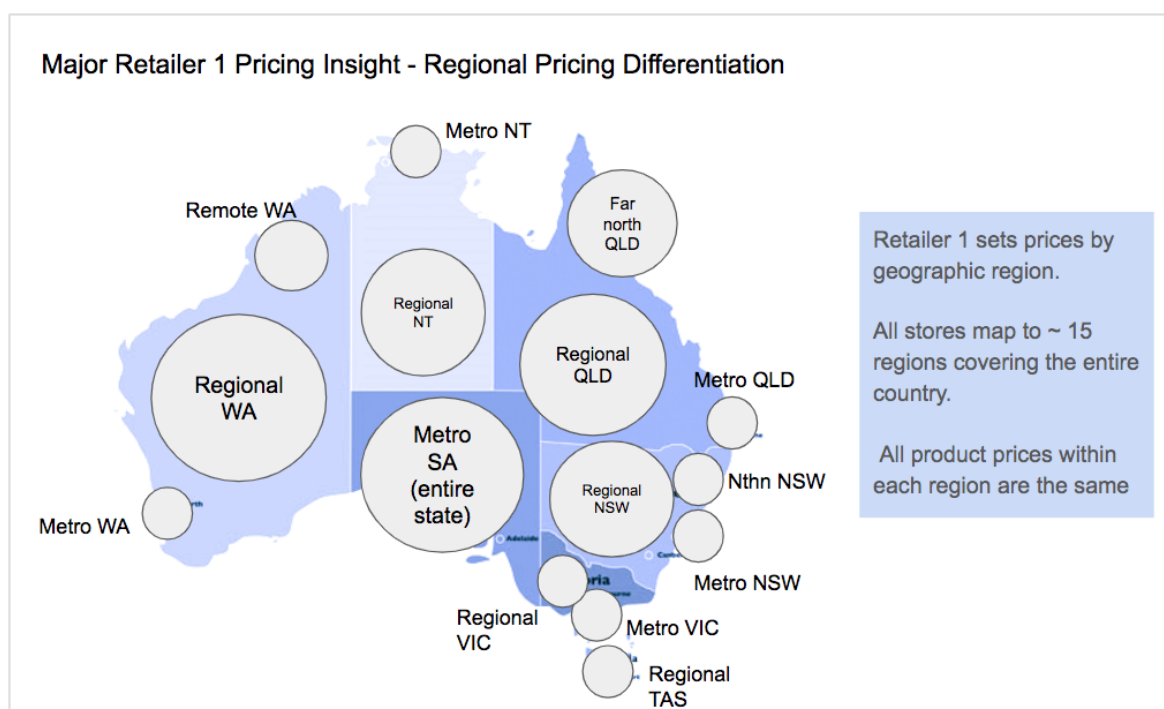 Major Retailer 1 Pricing Insight - Regional Pricing Differentiation
Metro NT
Remote WA
Far
north
QLD
Regional
NT
Regional
WA
Regional
QLD
Metro QLD
Metro
SA
(entire
state)
Regional
NSW
Nthn NSW
Metro WA
Adelaide
Metro NSW
Regional
VIC
Metro VIC
Regional
TAS
Retailer 1 sets prices by
geographic region.
All stores map to ~ 15
regions covering the entire
country.
All product prices within
each region are the same